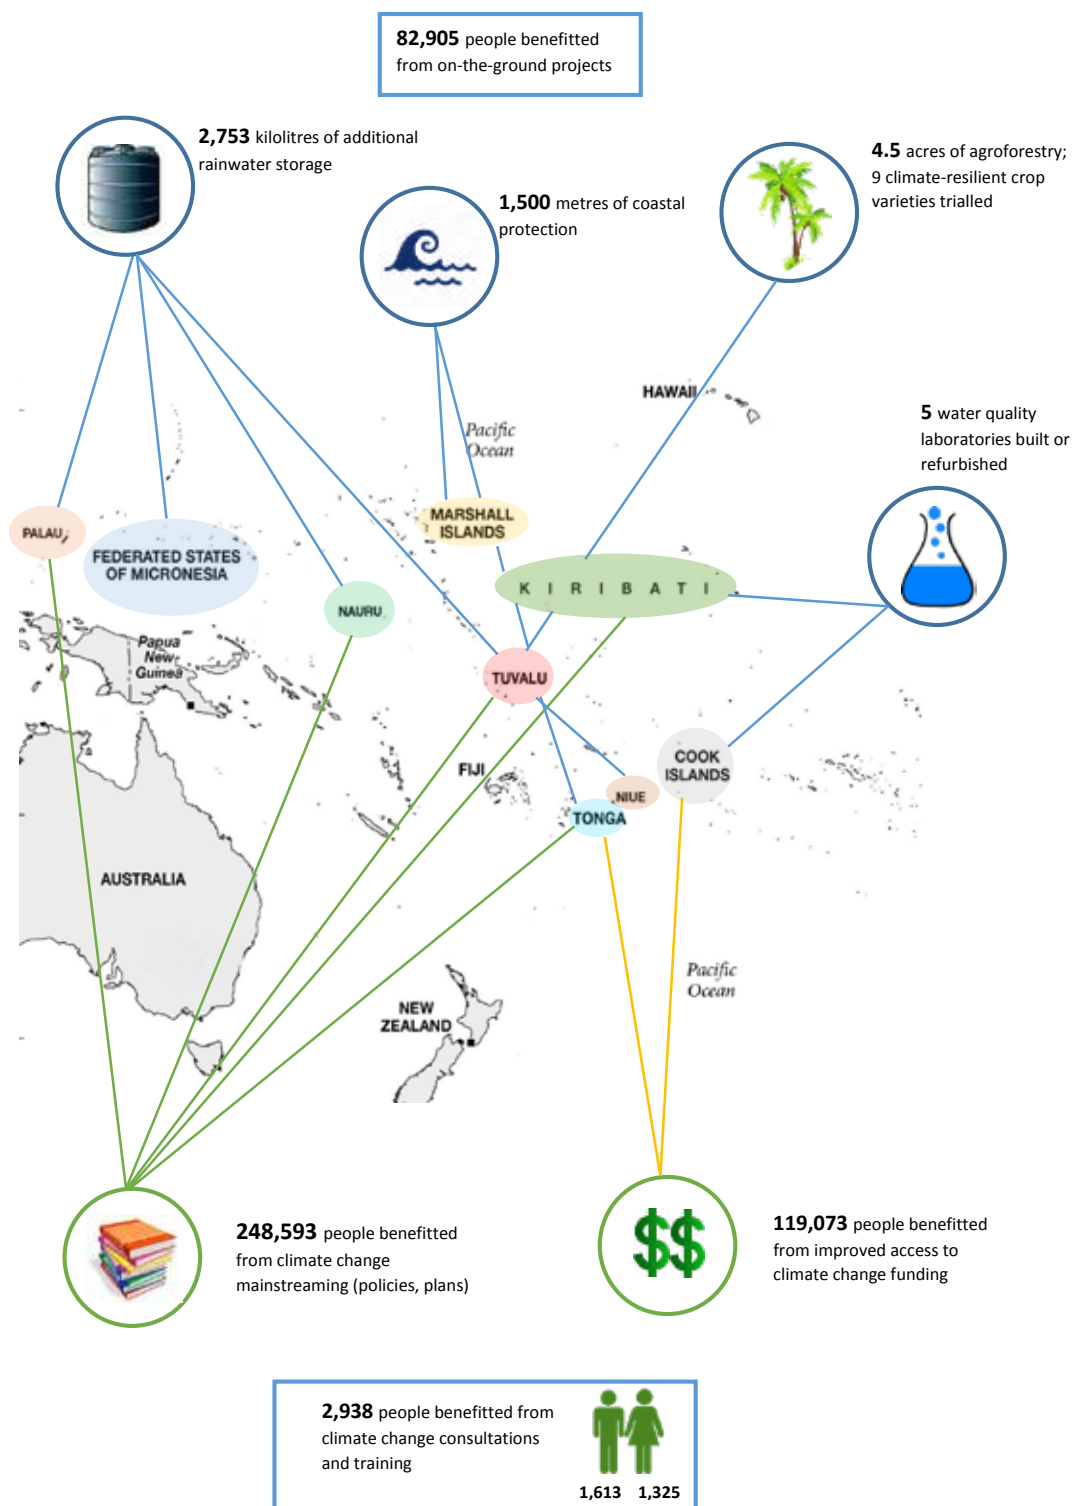 82,905 people benefitted
from on-the-ground projects
2,753 kilolitres of additional
rainwater storage
4.5 acres of agroforestry;
9 climate-resilient crop
varieties trialled
1,500 metres of coastal
protection
HAWAII
5 water quality
laboratories built or
refurbished
Pacific
Ocean
MARSHALL
ISLANDS
PALAU
FEDERATED STATES
OF MICRONESIA
KIRIBATI
NAURU
Papua
New
Guinea
TUVALU
FIJI
COOK
ISLANDS
NIUE
TONGA
AUSTRALIA
Pacific
Ocean
NEW
ZEALAND
248,593 people benefitted
from climate change
mainstreaming (policies, plans)
$$
119,073 people benefitted
from improved access to
climate change funding
2,938 people benefitted from
climate change consultations
and training
1,613 1,325